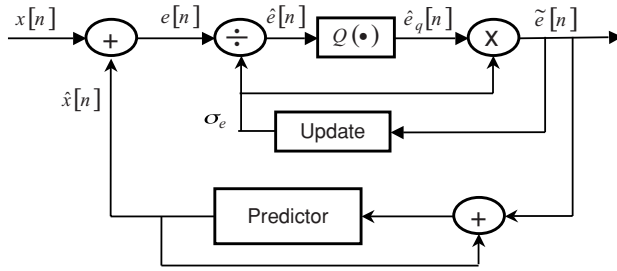 x[n]
e[n]
ê[n]
ê_q[n]
ẽ[n]
+
÷
Q(•)
X
x̂[n]
σ_e
Update
Predictor
+